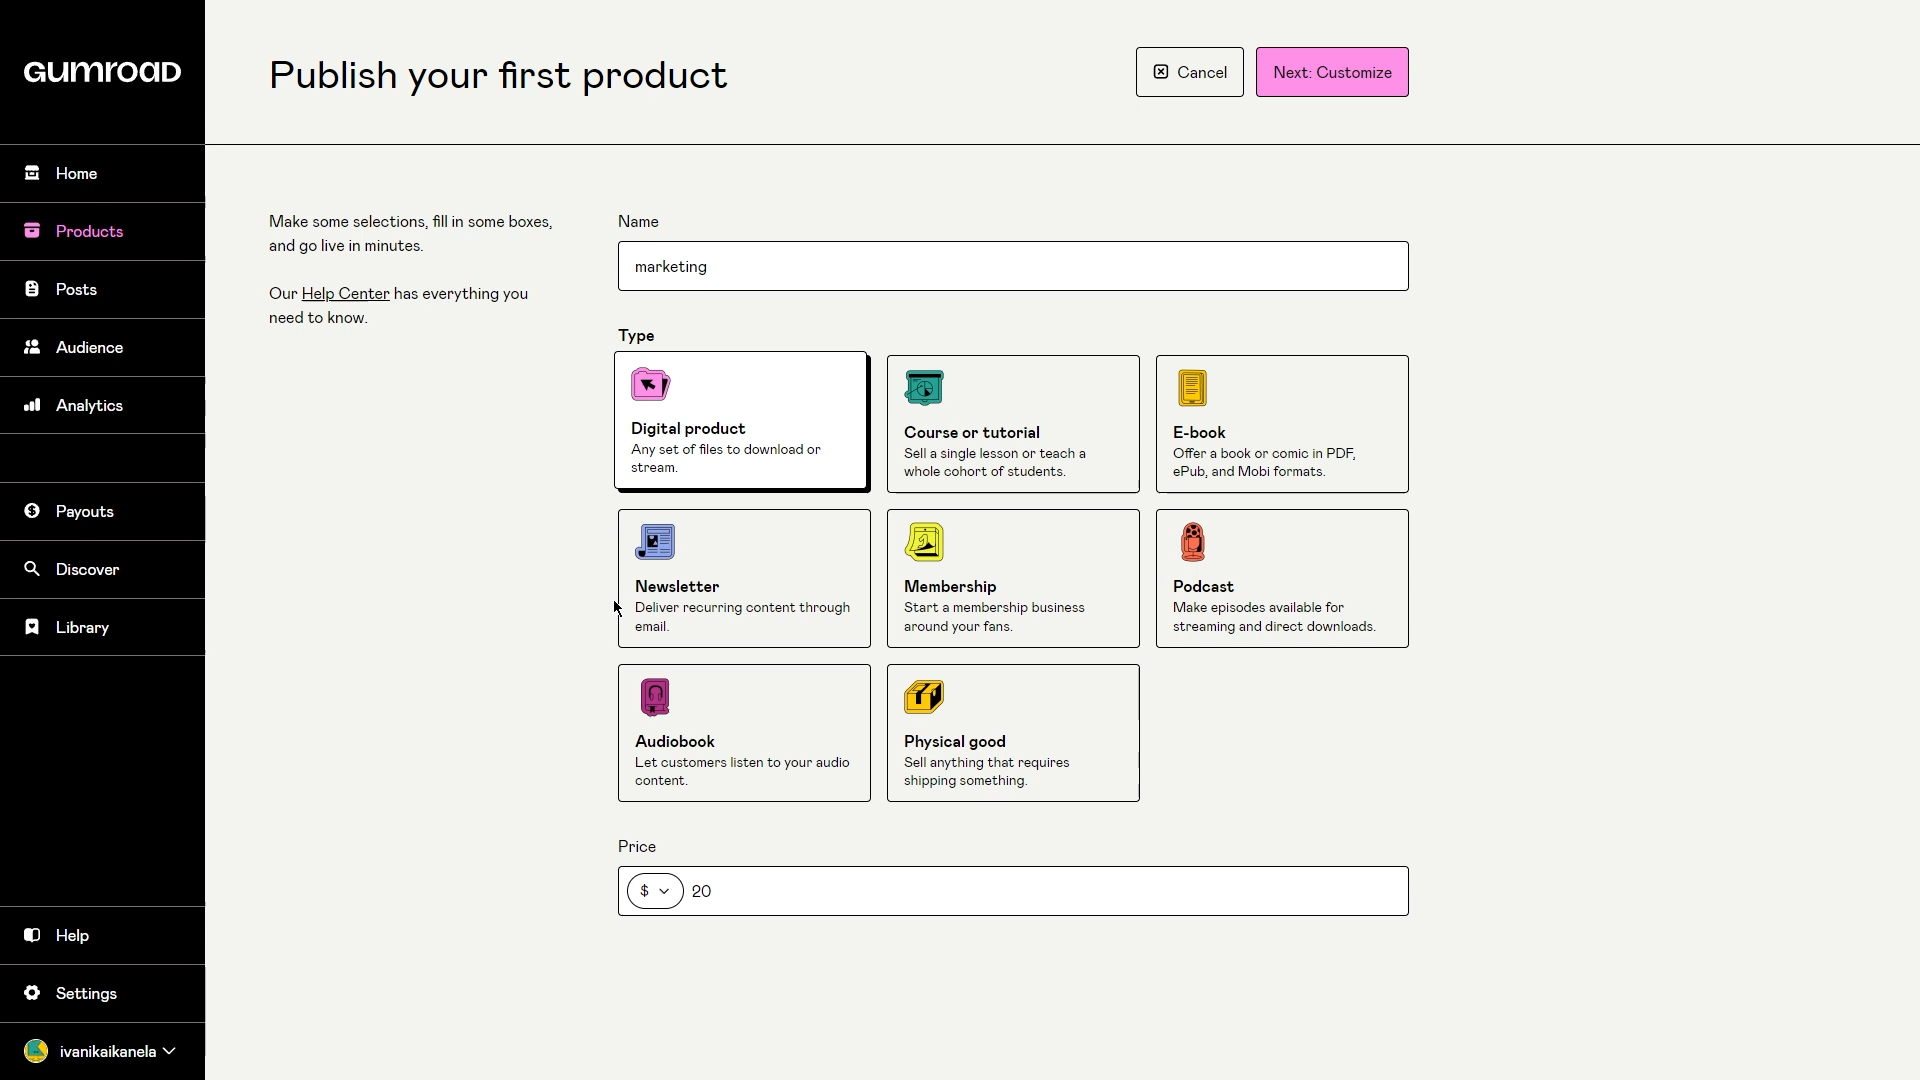 GUMROAD
Home
Products
Posts
Audience
Analytics
Payouts
Discover
Library
Help
Settings
ivanikaikanela
Publish your first product
Cancel
Next: Customize
Make some selections, fill in some boxes,
and go live in minutes.
Our Help Center has everything you
need to know.
Name
marketing
Type
Digital product
Any set of files to download or
stream.
Course or tutorial
Sell a single lesson or teach a
whole cohort of students.
E-book
Offer a book or comic in PDF,
ePub, and Mobi formats.
Newsletter
Deliver recurring content through
email.
Membership
Start a membership business
around your fans.
Podcast
Make episodes available for
streaming and direct downloads.
Audiobook
Let customers listen to your audio
content.
Physical good
Sell anything that requires
shipping something.
Price
$ 20